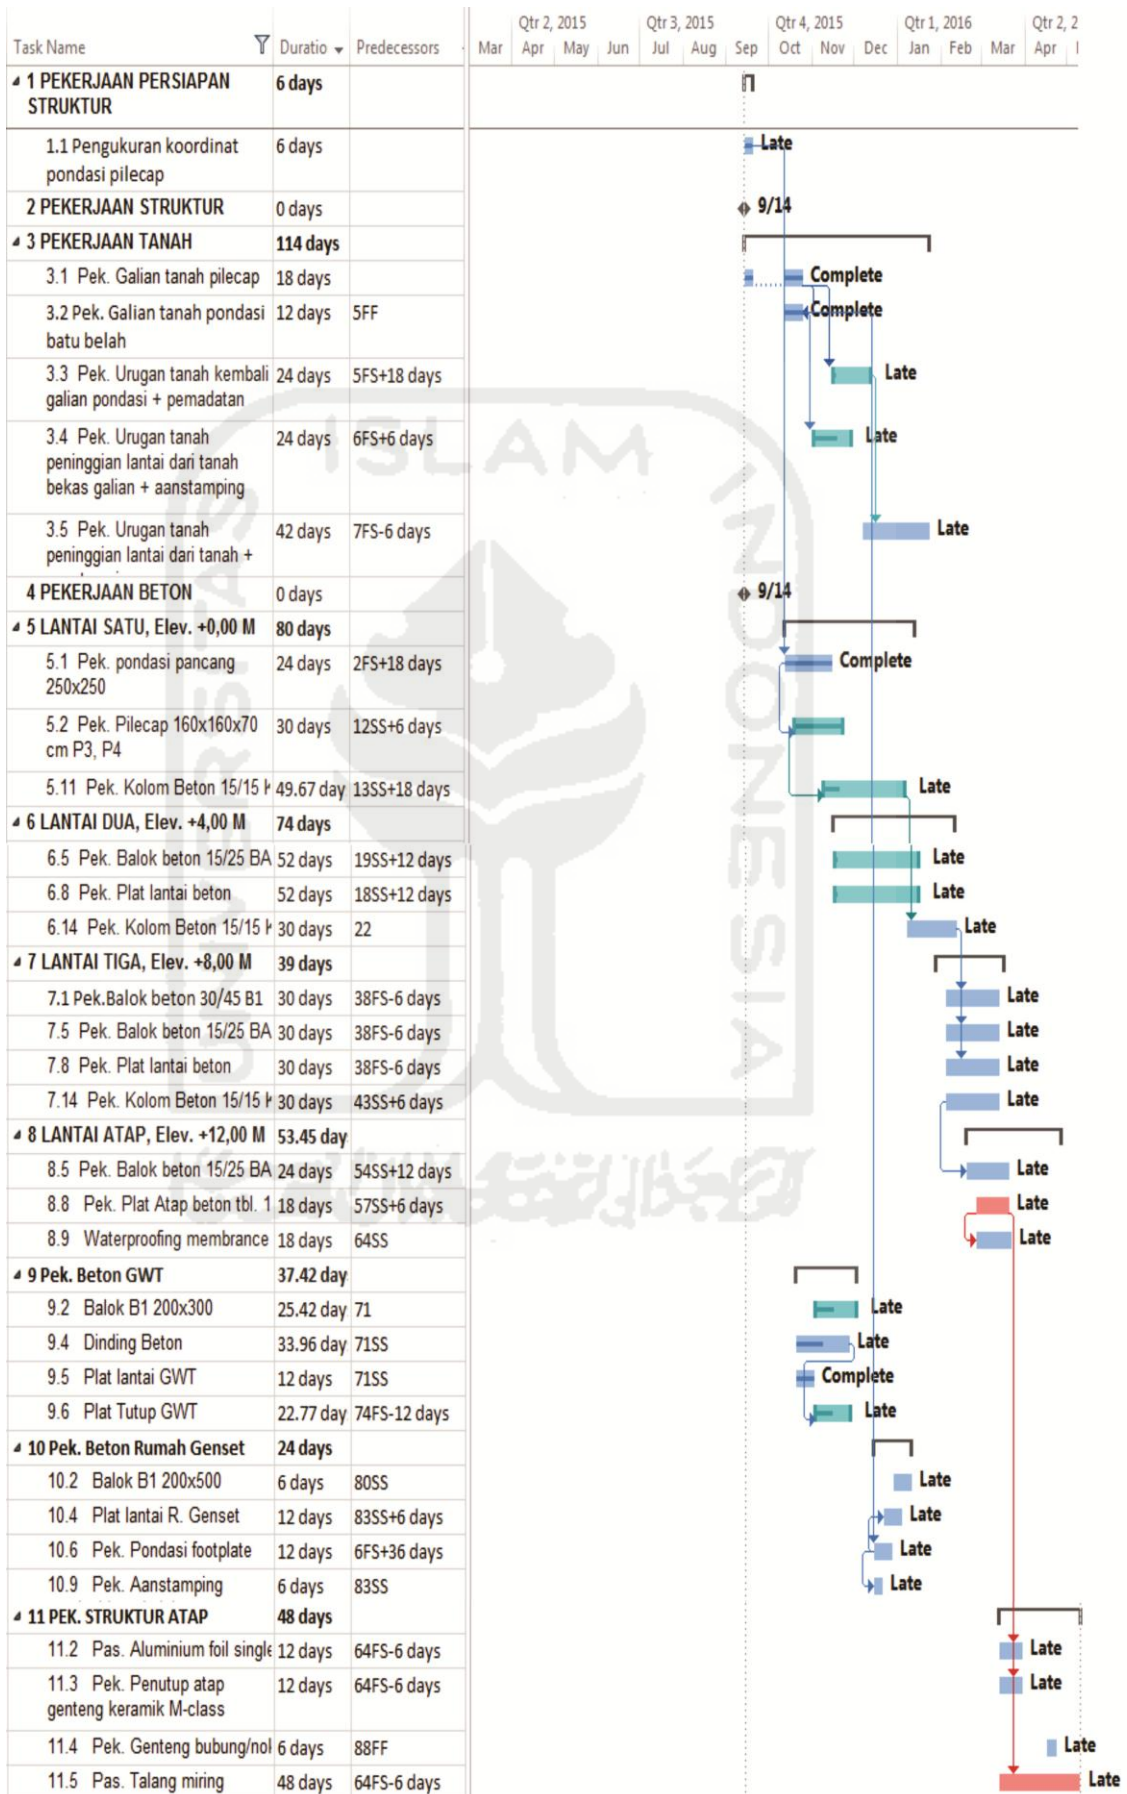 Qtr 2, 2015 Qtr 3, 2015 Qtr 4, 2015 Qtr 1, 2016 Qtr 2, 2
Task Name Duratio Predecessors Mar Apr May Jun Jul Aug Sep Oct Nov Dec Jan Feb Mar Apr
1 PEKERJAAN PERSIAPAN 6 days
STRUKTUR
1.1 Pengukuran koordinat 6 days Late
pondasi pilecap
2 PEKERJAAN STRUKTUR 0 days 9/14
3 PEKERJAAN TANAH 114 days
3.1 Pek. Galian tanah pilecap 18 days Complete
3.2 Pek. Galian tanah pondasi 12 days 5FF Complete
batu belah
3.3 Pek. Urugan tanah kembali 24 days 5FS+18 days Late
galian pondasi + pemadatan
3.4 Pek. Urugan tanah 24 days 6FS+6 days Late
peninggian lantai dari tanah
bekas galian + aanstamping
3.5 Pek. Urugan tanah 42 days 7FS-6 days Late
peninggian lantai dari tanah +
4 PEKERJAAN BETON 0 days 9/14
5 LANTAI SATU, Elev. +0,00 M 80 days
5.1 Pek. pondasi pancang 24 days 2FS+18 days Complete
250x250
5.2 Pek. Pilecap 160x160x70 30 days 12SS+6 days
cm P3, P4
5.11 Pek. Kolom Beton 15/15 K 49.67 day 13SS+18 days Late
6 LANTAI DUA, Elev. +4,00 M 74 days
6.5 Pek. Balok beton 15/25 BA 52 days 19SS+12 days Late
6.8 Pek. Plat lantai beton 52 days 18SS+12 days Late
6.14 Pek. Kolom Beton 15/15 K 30 days 22 Late
7 LANTAI TIGA, Elev. +8,00 M 39 days
7.1 Pek.Balok beton 30/45 B1 30 days 38FS-6 days Late
7.5 Pek. Balok beton 15/25 BA 30 days 38FS-6 days Late
7.8 Pek. Plat lantai beton 30 days 38FS-6 days Late
7.14 Pek. Kolom Beton 15/15 K 30 days 43SS+6 days Late
8 LANTAI ATAP, Elev. +12,00 M 53.45 day
8.5 Pek. Balok beton 15/25 BA 24 days 54SS+12 days Late
8.8 Pek. Plat Atap beton tbl. 1 18 days 57SS+6 days Late
8.9 Waterproofing membrance 18 days 64SS Late
9 Pek. Beton GWT 37.42 day
9.2 Balok B1 200x300 25.42 day 71 Late
9.4 Dinding Beton 33.96 day 71SS Late
9.5 Plat lantai GWT 12 days 71SS Complete
9.6 Plat Tutup GWT 22.77 day 74FS-12 days Late
10 Pek. Beton Rumah Genset 24 days
10.2 Balok B1 200x500 6 days 80SS Late
10.4 Plat lantai R. Genset 12 days 83SS+6 days Late
10.6 Pek. Pondasi footplate 12 days 6FS+36 days Late
10.9 Pek. Aanstamping 6 days 83SS Late
11 PEK. STRUKTUR ATAP 48 days
11.2 Pas. Aluminium foil single 12 days 64FS-6 days Late
11.3 Pek. Penutup atap 12 days 64FS-6 days Late
genteng keramik M-class
11.4 Pek. Genteng bubung/nok 6 days 88FF Late
11.5 Pas. Talang miring 48 days 64FS-6 days Late
UNIVERSITAS ISLAM INDONESIA